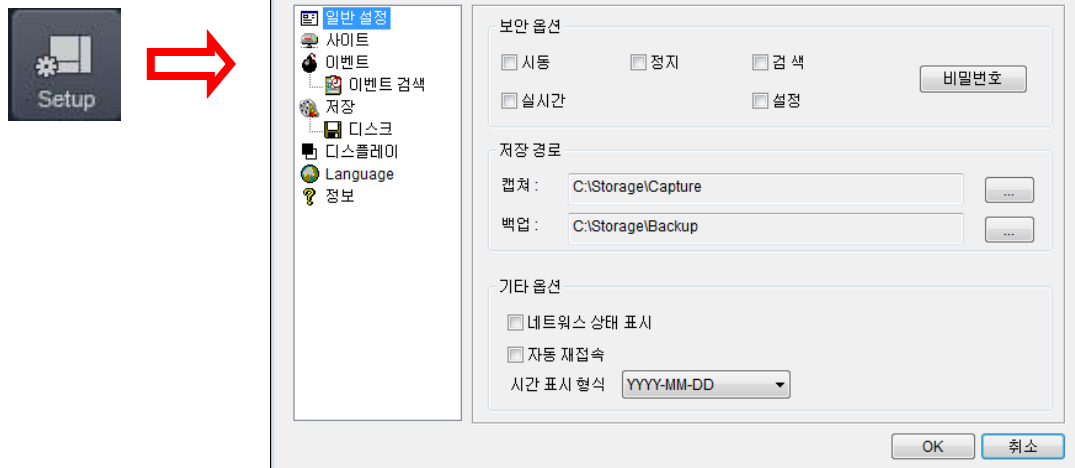 Setup
일반 설정
사이트
이벤트
이벤트 검색
저장
디스크
디스플레이
Language
정보
보안 옵션
시동 정지 검 색
실시간 설정
비밀번호
저장 경로
캡쳐 : C:\Storage\Capture ...
백업 : C:\Storage\Backup ...
기타 옵션
네트워스 상태 표시
자동 재접속
시간 표시 형식 YYYY-MM-DD
OK 취소